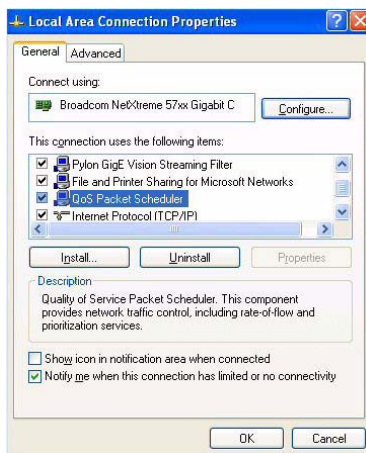 Local Area Connection Properties
General
Advanced
Connect using:
Broadcom NetXtreme 57xx Gigabit C
Configure...
This connection uses the following items:
Pylon GigE Vision Streaming Filter
File and Printer Sharing for Microsoft Networks
QoS Packet Scheduler
Internet Protocol (TCP/IP)
Install...
Uninstall
Properties
Description
Quality of Service Packet Scheduler. This component
provides network traffic control, including rate-of-flow and
prioritization services.
Show icon in notification area when connected
Notify me when this connection has limited or no connectivity
OK
Cancel